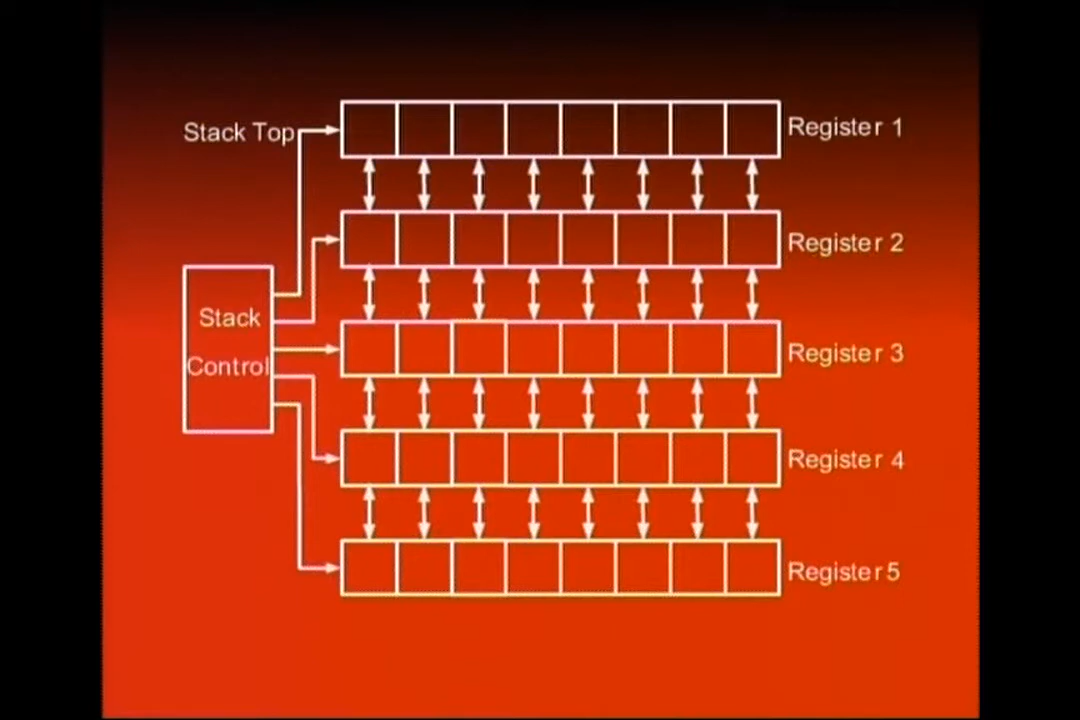 Stack Top
Register 1
Register 2
Stack
Control
Register 3
Register 4
Register 5